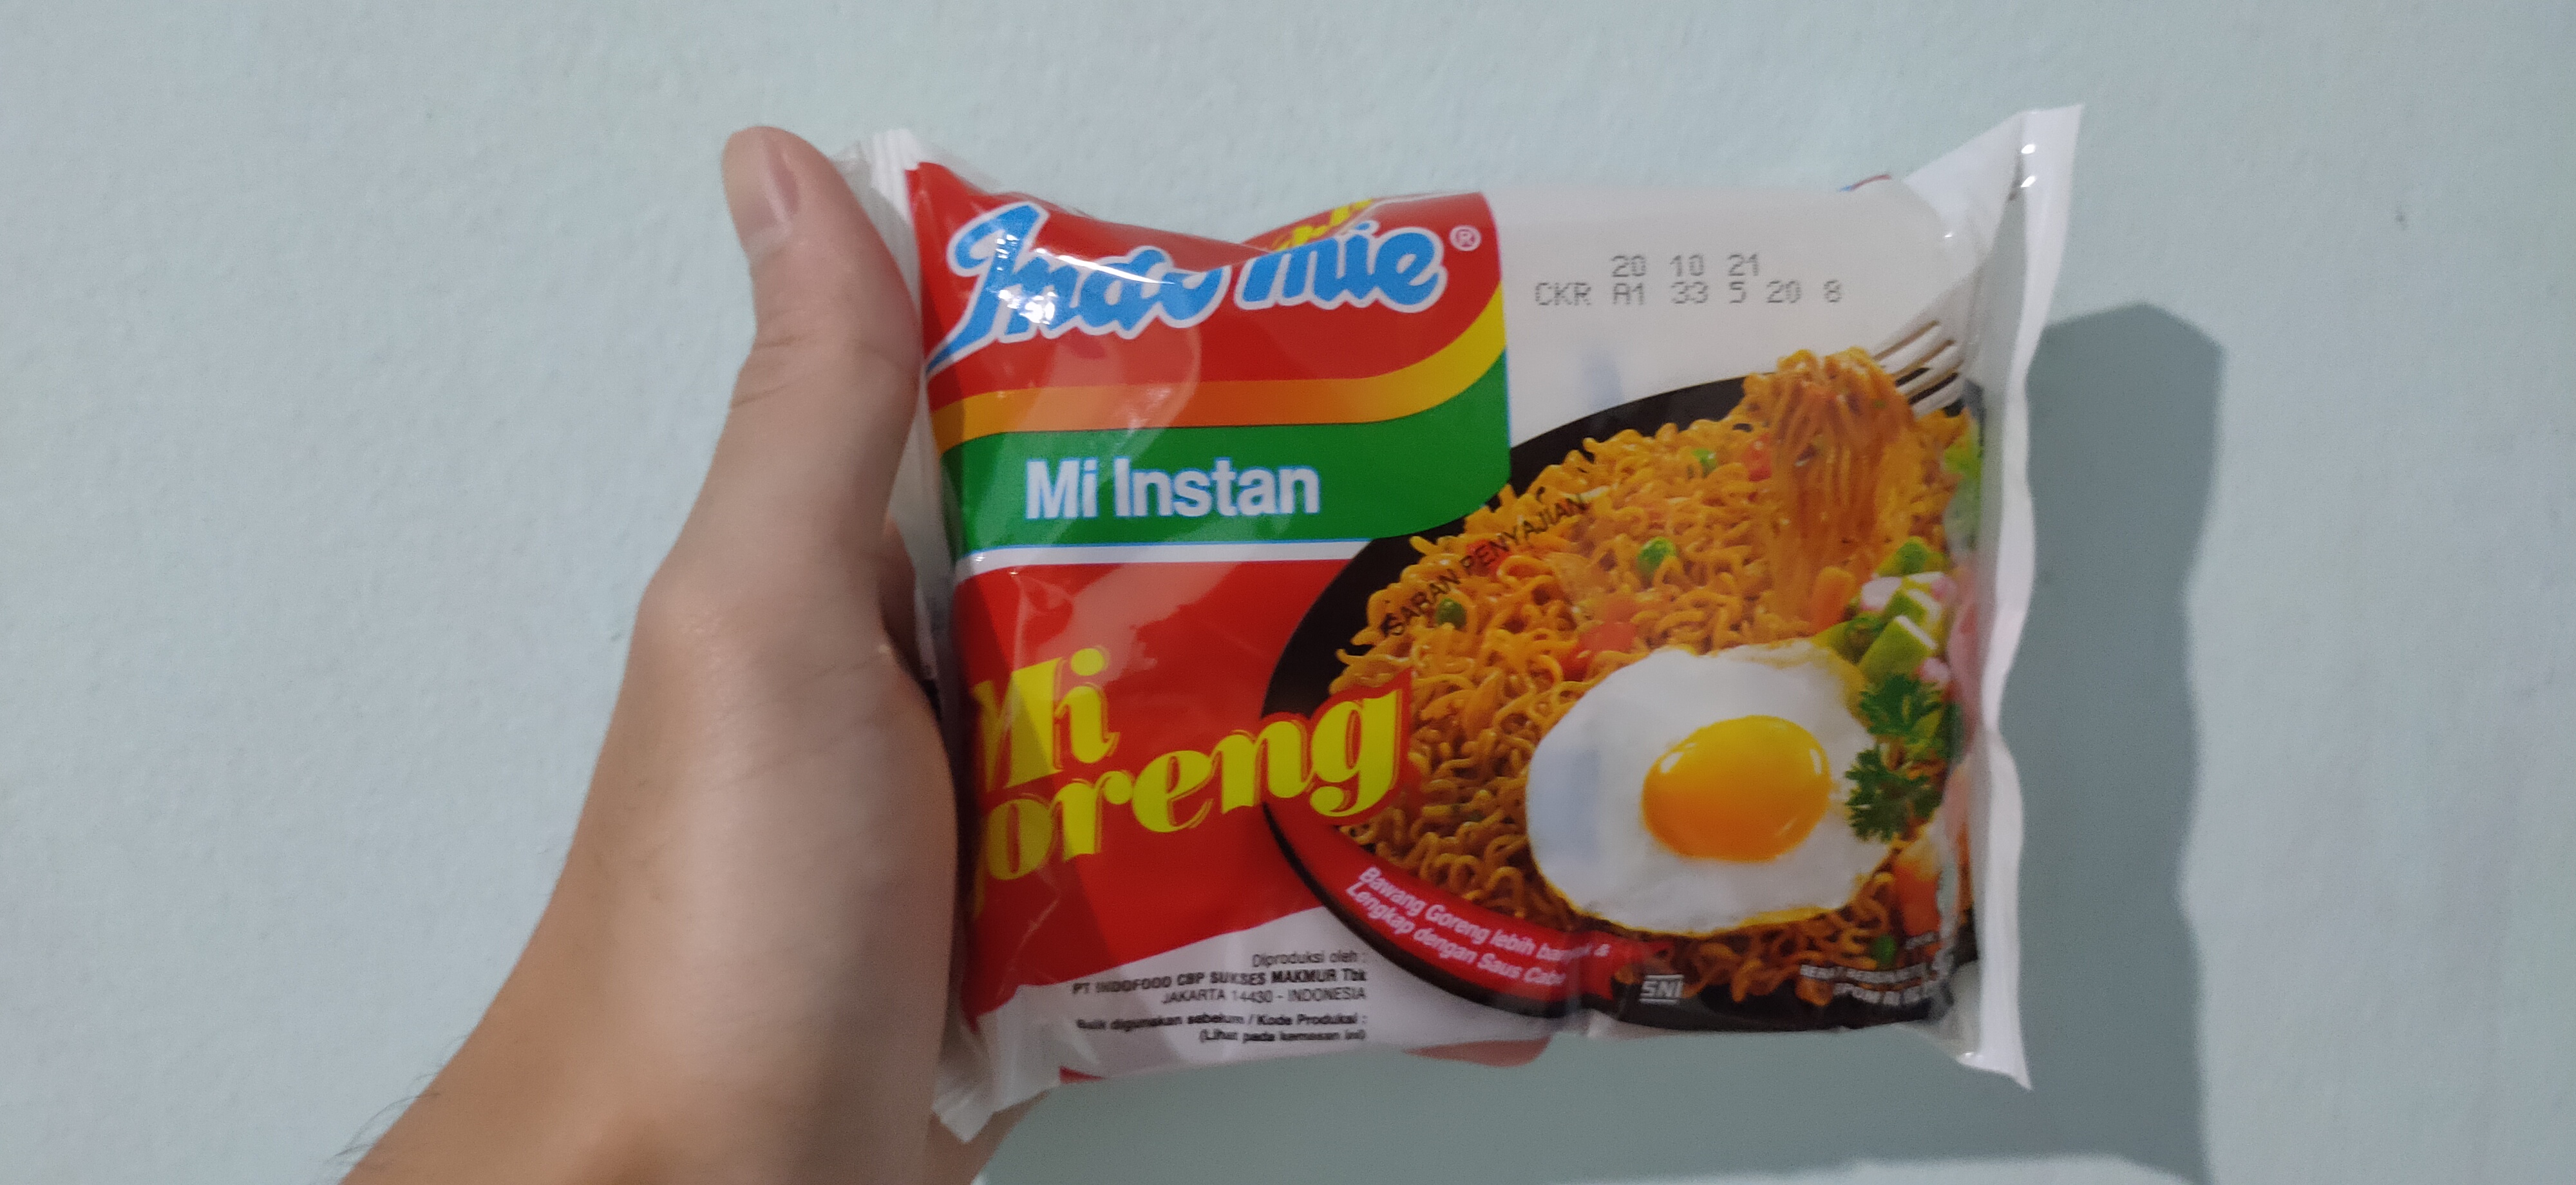 Indomie®
20 10 21
CKR A1 33 5 20 8
Mi Instan
SARAN PENYAJIAN
Mi
goreng
Bawang Goreng lebih banyak &
Lengkap dengan Saus Cabe
Diproduksi oleh :
PT INDOFOOD CBP SUKSES MAKMUR Tbk
JAKARTA 14430 - INDONESIA
Baik digunakan sebelum / Kode Produksi :
(Lihat pada kemasan ini)
SNI